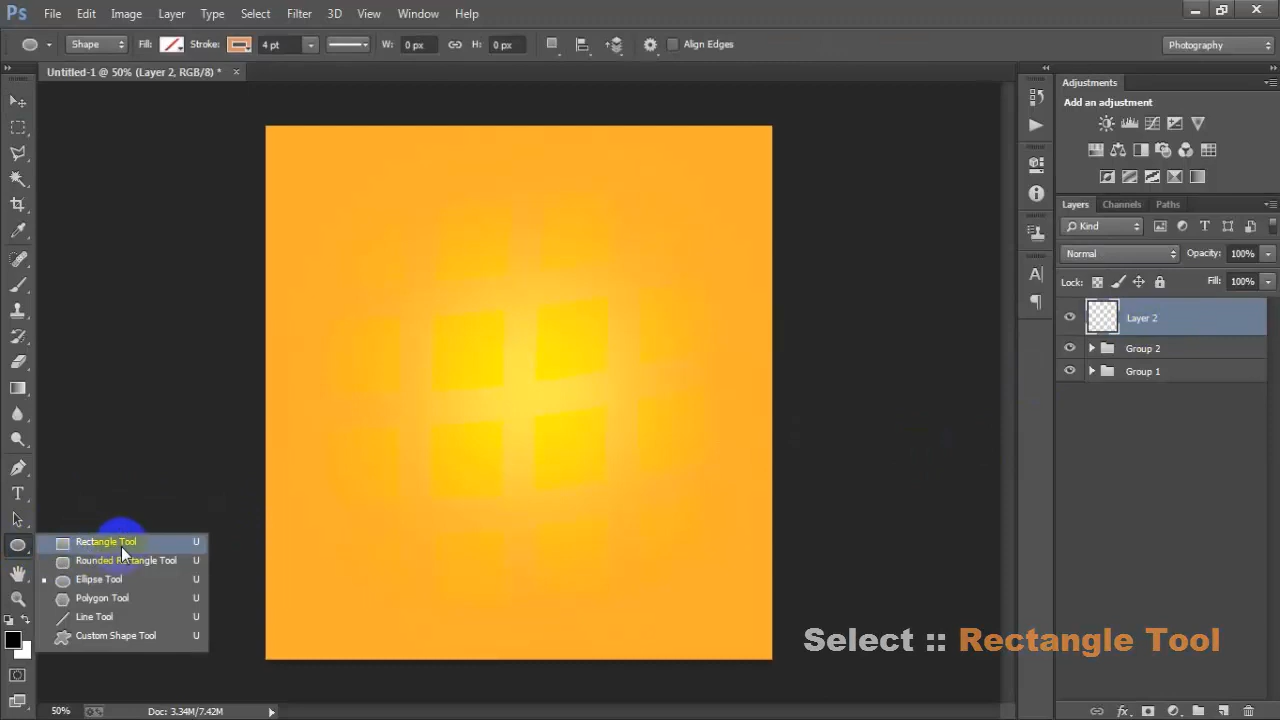 Ps File Edit Image Layer Type Select Filter 3D View Window Help
Shape Fill: Stroke: 4 pt W: 0 px H: 0 px Align Edges Photography
Untitled-1 @ 50% (Layer 2, RGB/8) * ×
Adjustments
Add an adjustment
Layers Channels Paths
Kind
Normal Opacity: 100%
Lock: Fill: 100%
Layer 2
Group 2
Group 1
Rectangle Tool U
Rounded Rectangle Tool U
Ellipse Tool U
Polygon Tool U
Line Tool U
Custom Shape Tool U
Select :: Rectangle Tool
50% Doc: 3.34M/7.42M